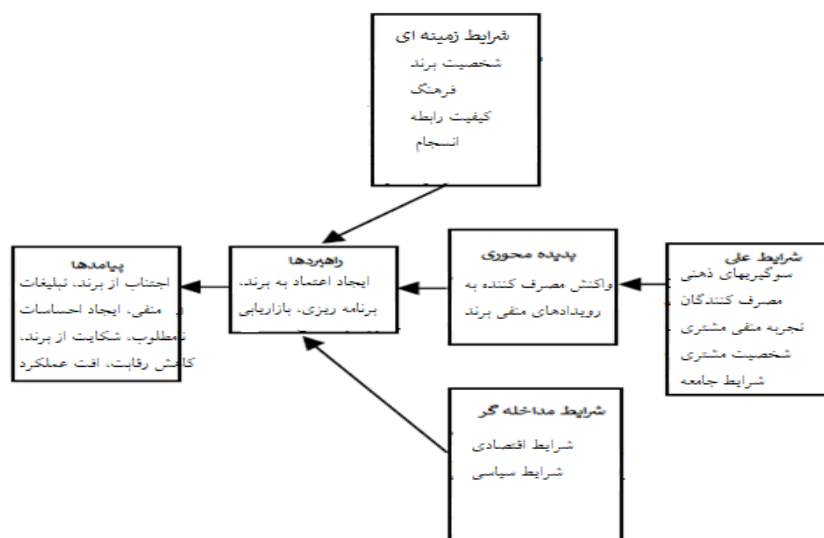 شرایط زمینه ای
شخصیت برند
فرهنگ
کیفیت رابطه
انسجام
شرایط علی
سوگیریهای ذهنی
مصرف کنندگان
تجربه منفی مشتری
شخصیت مشتری
شرایط جامعه
پدیده محوری
واکنش مصرف کننده به
رویدادهای منفی برند
راهبردها
ایجاد اعتماد به برند،
برنامه ریزی، بازاریابی
پیامدها
اجتناب از برند، تبلیغات
منفی، ایجاد احساسات
نامطلوب، شکایت از برند،
کاهش رقابت، افت عملکرد
شرایط مداخله گر
شرایط اقتصادی
شرایط سیاسی